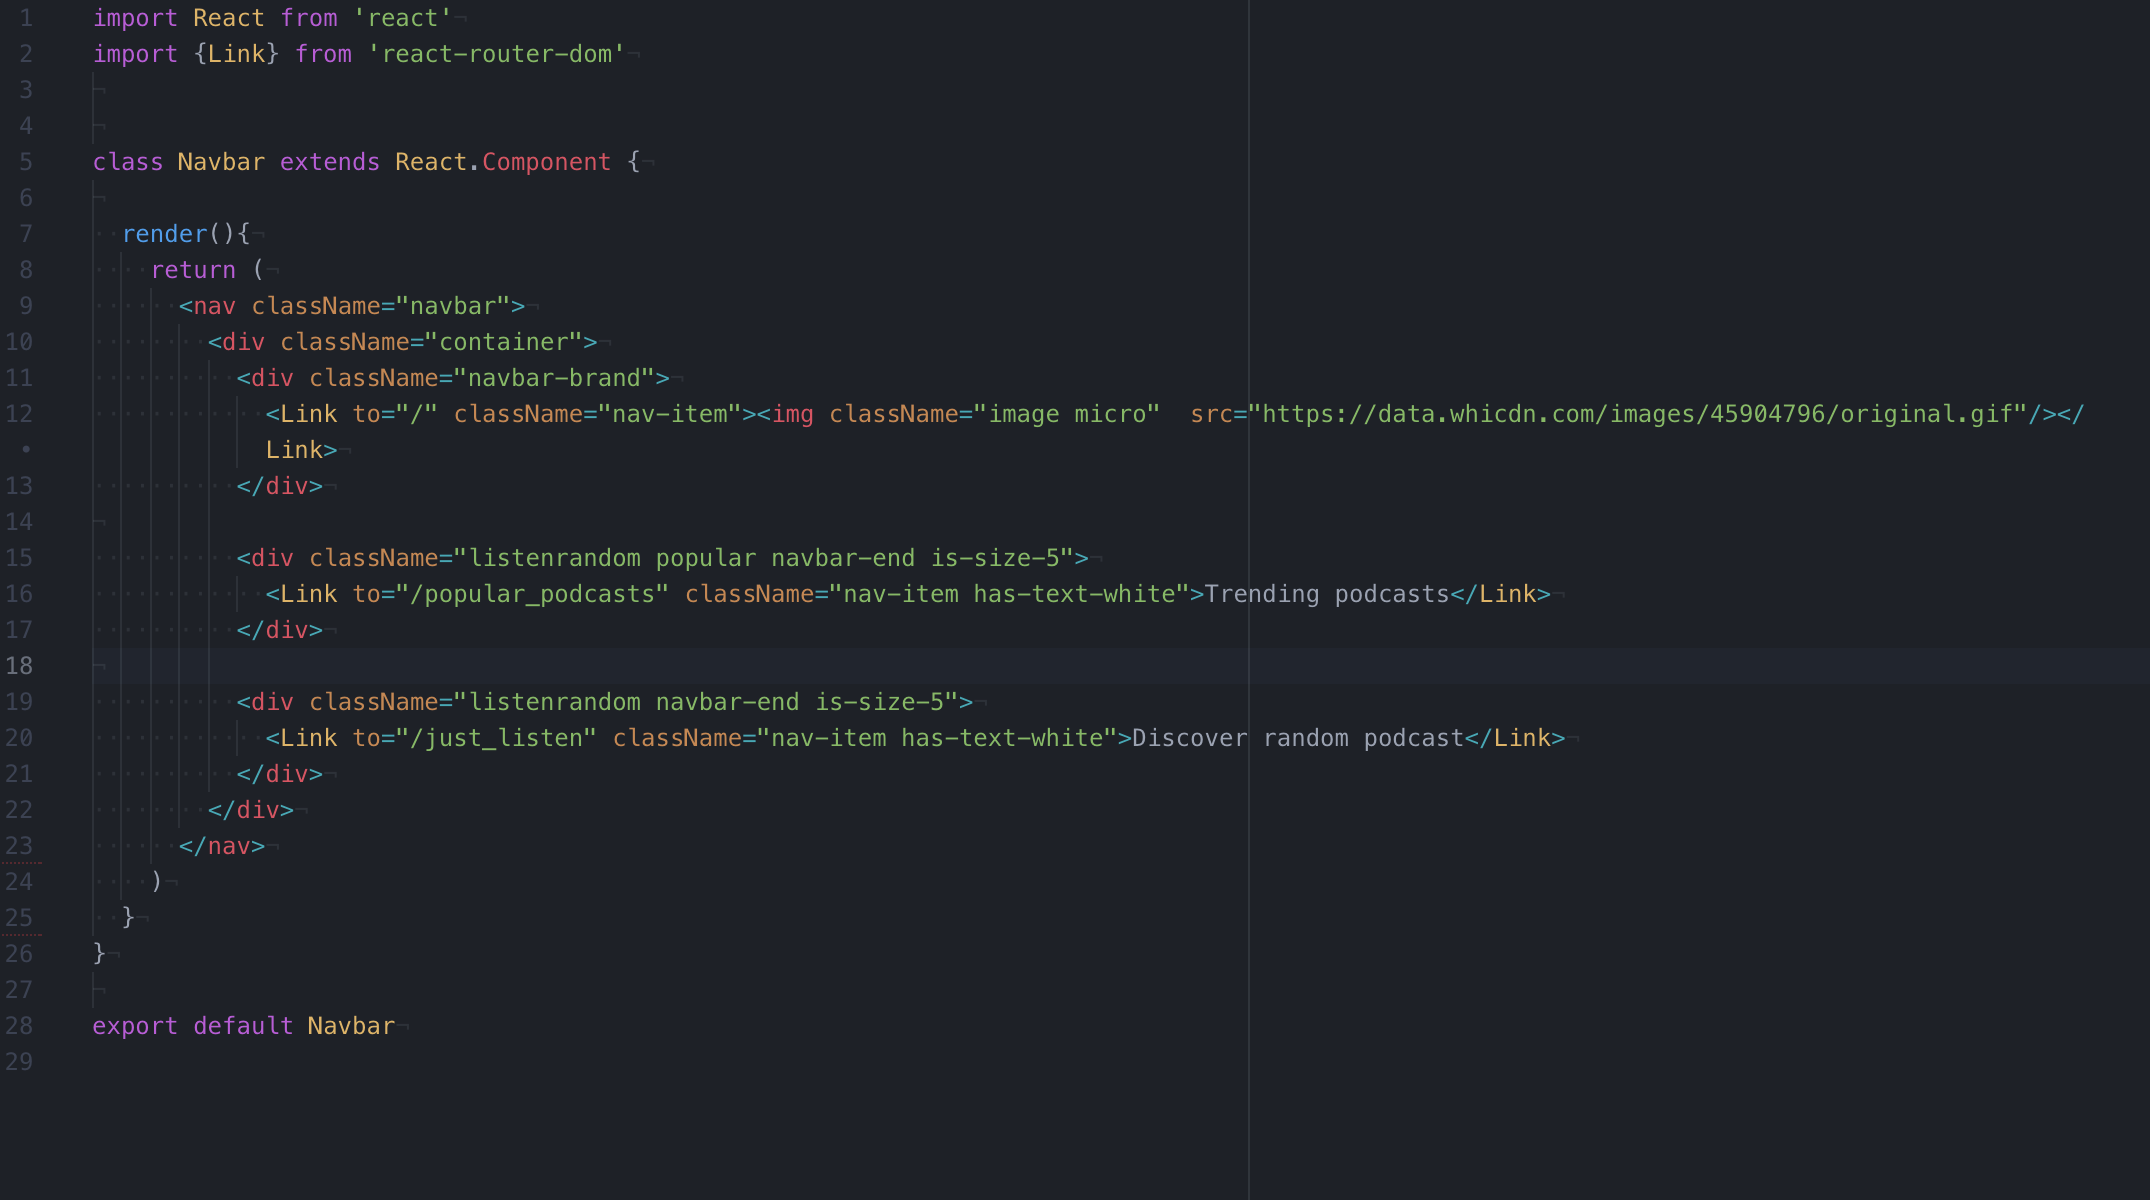 1 import React from 'react'
2 import {Link} from 'react-router-dom'
3
4
5 class Navbar extends React.Component {
6
7   render(){
8     return (
9       <nav className="navbar">
10         <div className="container">
11           <div className="navbar-brand">
12             <Link to="/" className="nav-item"><img className="image micro"  src="https://data.whicdn.com/images/45904796/original.gif"/></
•             Link>
13           </div>
14
15           <div className="listenrandom popular navbar-end is-size-5">
16             <Link to="/popular_podcasts" className="nav-item has-text-white">Trending podcasts</Link>
17           </div>
18
19           <div className="listenrandom navbar-end is-size-5">
20             <Link to="/just_listen" className="nav-item has-text-white">Discover random podcast</Link>
21           </div>
22         </div>
23       </nav>
24     )
25   }
26 }
27
28 export default Navbar
29